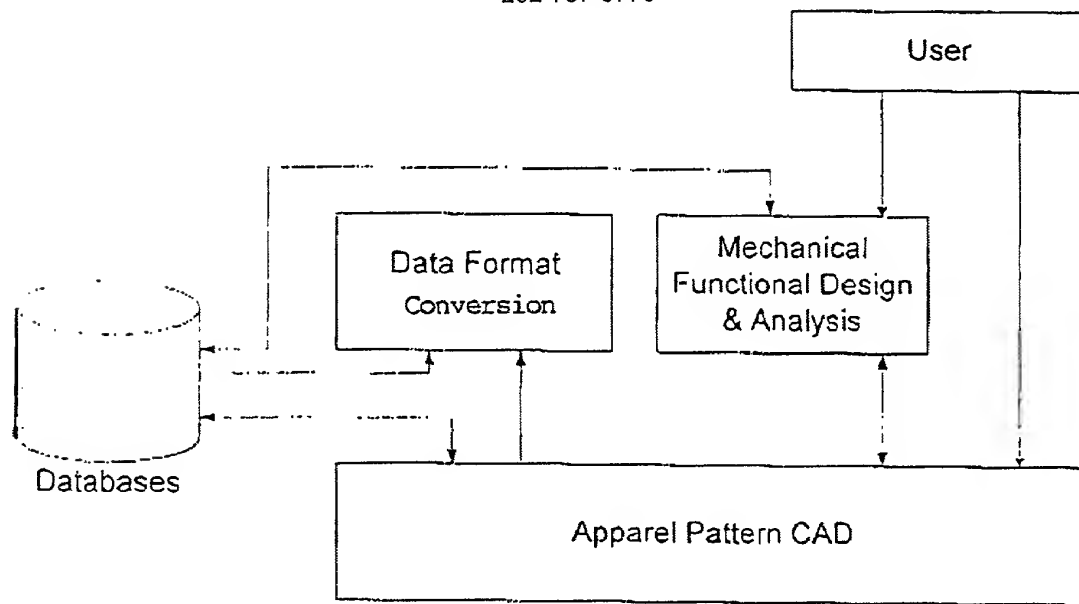 User
Data Format
Conversion
Mechanical
Functional Design
& Analysis
Databases
Apparel Pattern CAD